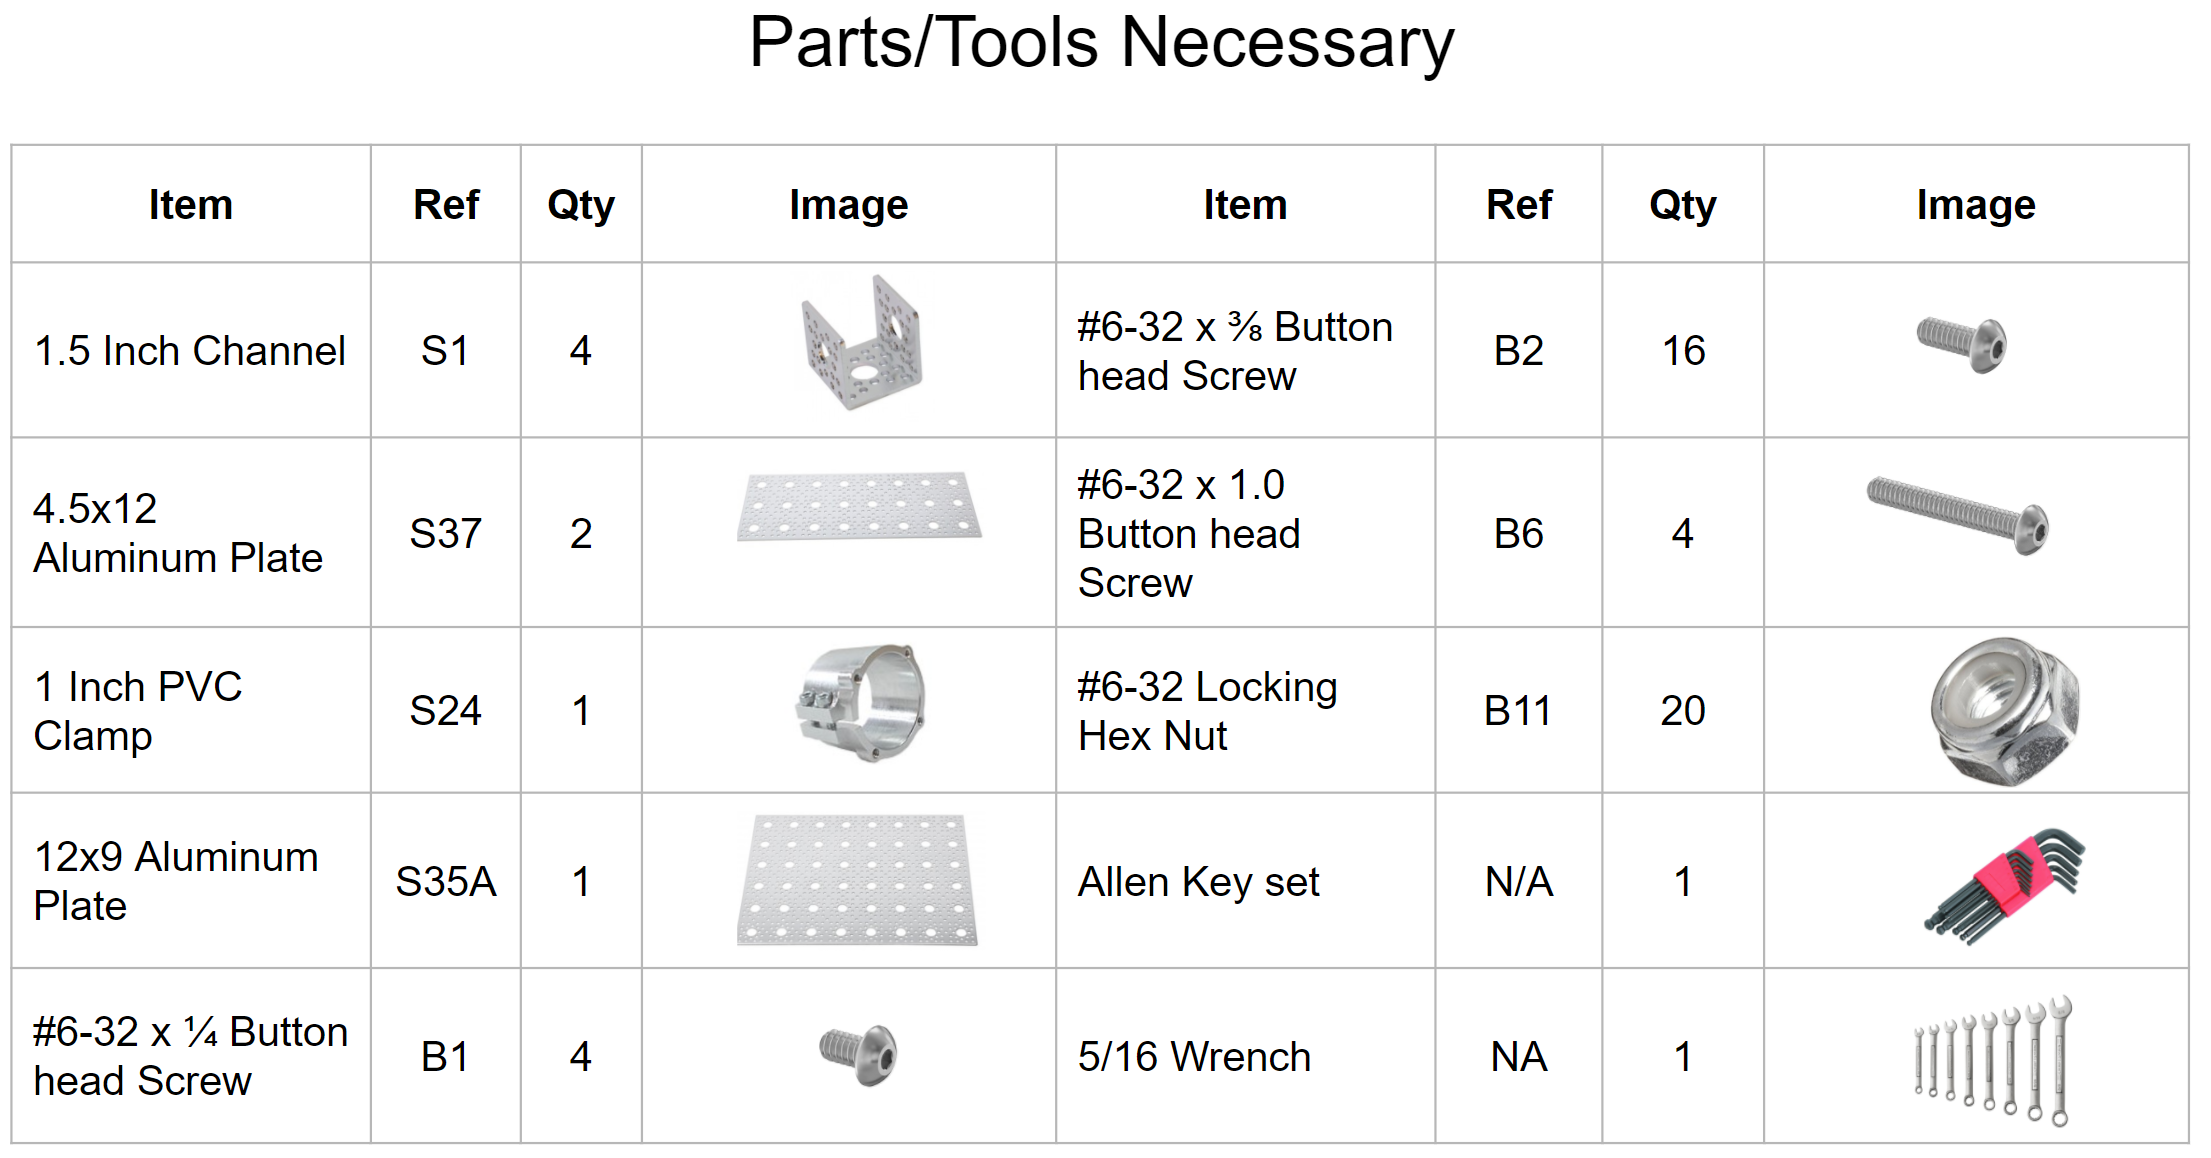 Parts/Tools Necessary
Item Ref Qty Image Item Ref Qty Image
1.5 Inch Channel S1 4
#6-32 x ⅜ Button
head Screw
B2 16
4.5x12
Aluminum Plate
S37 2
#6-32 x 1.0
Button head
Screw
B6 4
1 Inch PVC
Clamp
S24 1
#6-32 Locking
Hex Nut
B11 20
12x9 Aluminum
Plate
S35A 1
Allen Key set N/A 1
#6-32 x ¼ Button
head Screw
B1 4
5/16 Wrench NA 1